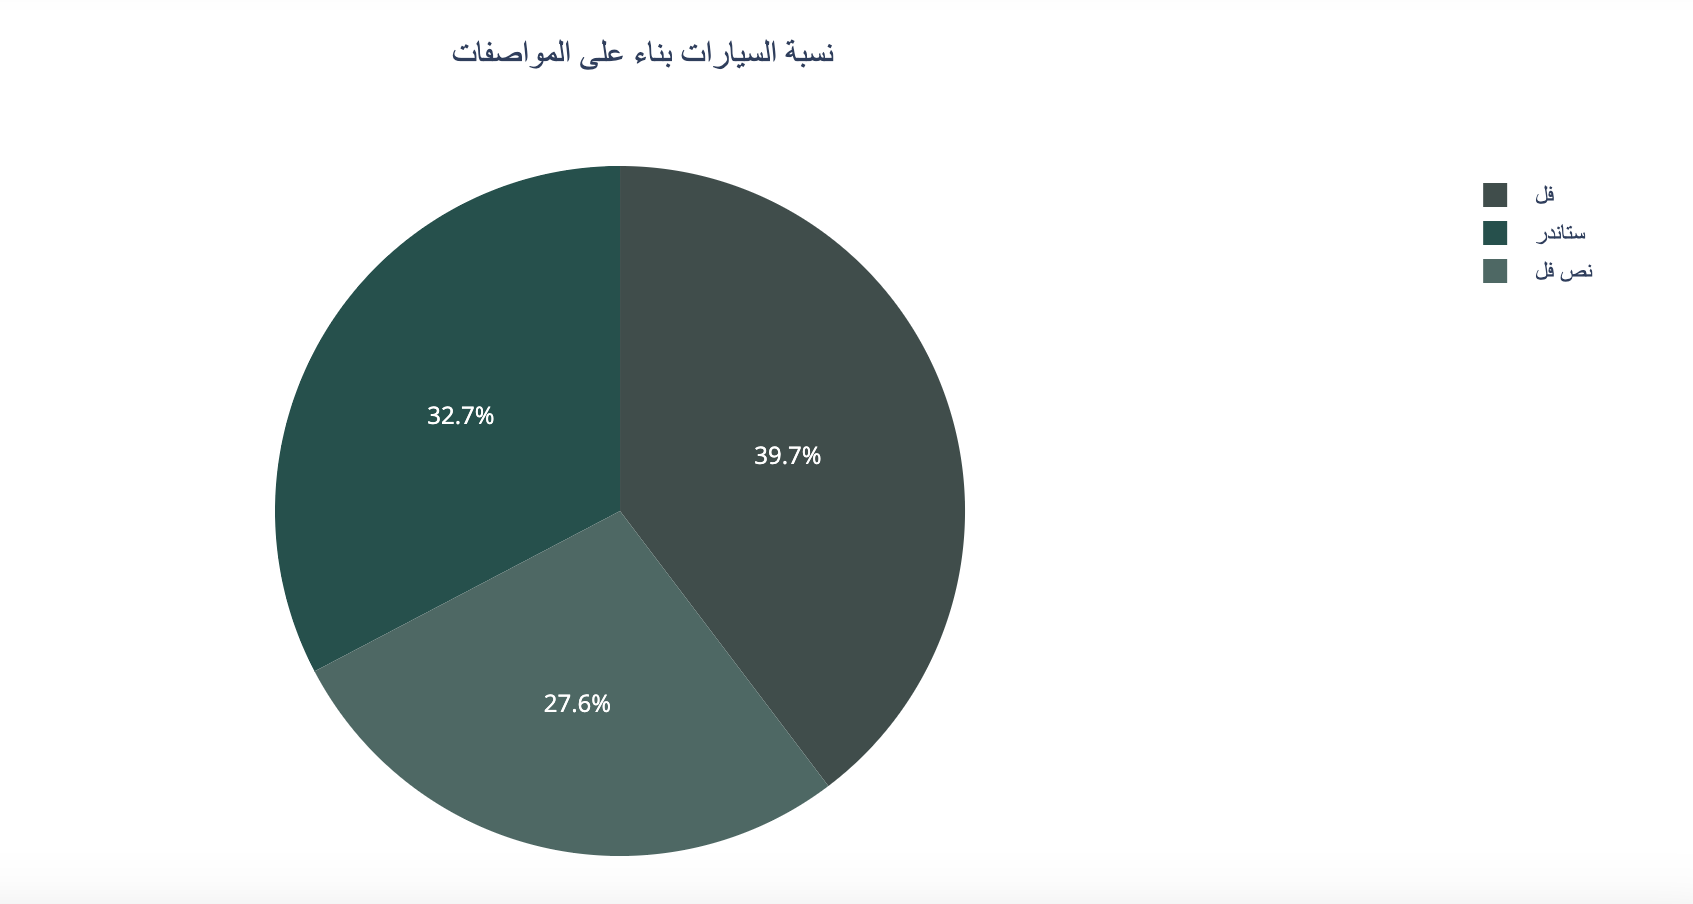 نسبة السيارات بناء على المواصفات
فل
ستاندر
نص فل
32.7%
39.7%
27.6%